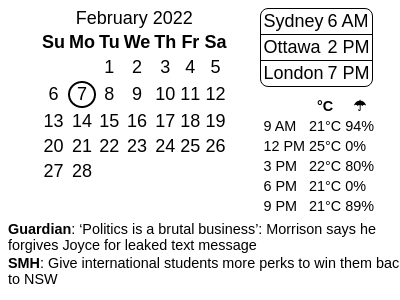 February 2022
Su Mo Tu We Th Fr Sa
1 2 3 4 5
6 7 8 9 10 11 12
13 14 15 16 17 18 19
20 21 22 23 24 25 26
27 28
Sydney 6 AM
Ottawa 2 PM
London 7 PM
°C ☂
9 AM 21°C 94%
12 PM 25°C 0%
3 PM 22°C 80%
6 PM 21°C 0%
9 PM 21°C 89%
Guardian: ‘Politics is a brutal business’: Morrison says he
forgives Joyce for leaked text message
SMH: Give international students more perks to win them bac
to NSW